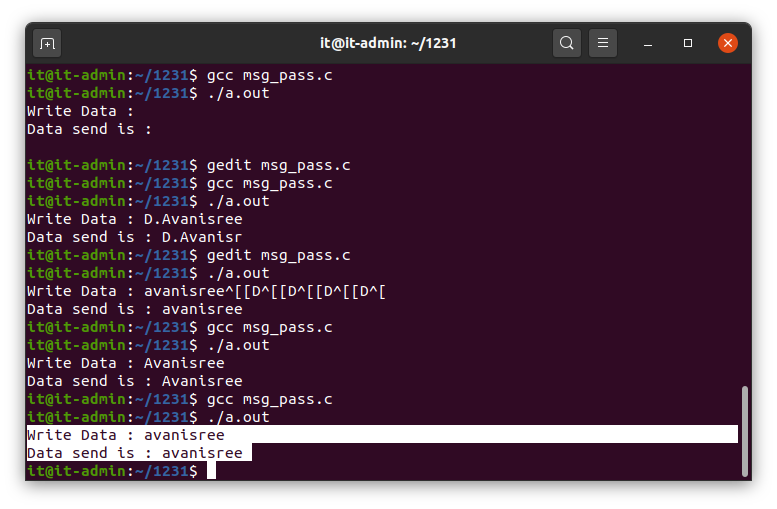 it@it-admin: ~/1231
it@it-admin:~/1231$ gcc msg_pass.c
it@it-admin:~/1231$ ./a.out
Write Data :
Data send is :
it@it-admin:~/1231$ gedit msg_pass.c
it@it-admin:~/1231$ gcc msg_pass.c
it@it-admin:~/1231$ ./a.out
Write Data : D.Avanisree
Data send is : D.Avanisr
it@it-admin:~/1231$ gedit msg_pass.c
it@it-admin:~/1231$ ./a.out
Write Data : avanisree^[[D^[[D^[[D^[[D^[
Data send is : avanisree
it@it-admin:~/1231$ gcc msg_pass.c
it@it-admin:~/1231$ ./a.out
Write Data : Avanisree
Data send is : Avanisree
it@it-admin:~/1231$ gcc msg_pass.c
it@it-admin:~/1231$ ./a.out
Write Data : avanisree
Data send is : avanisree
it@it-admin:~/1231$